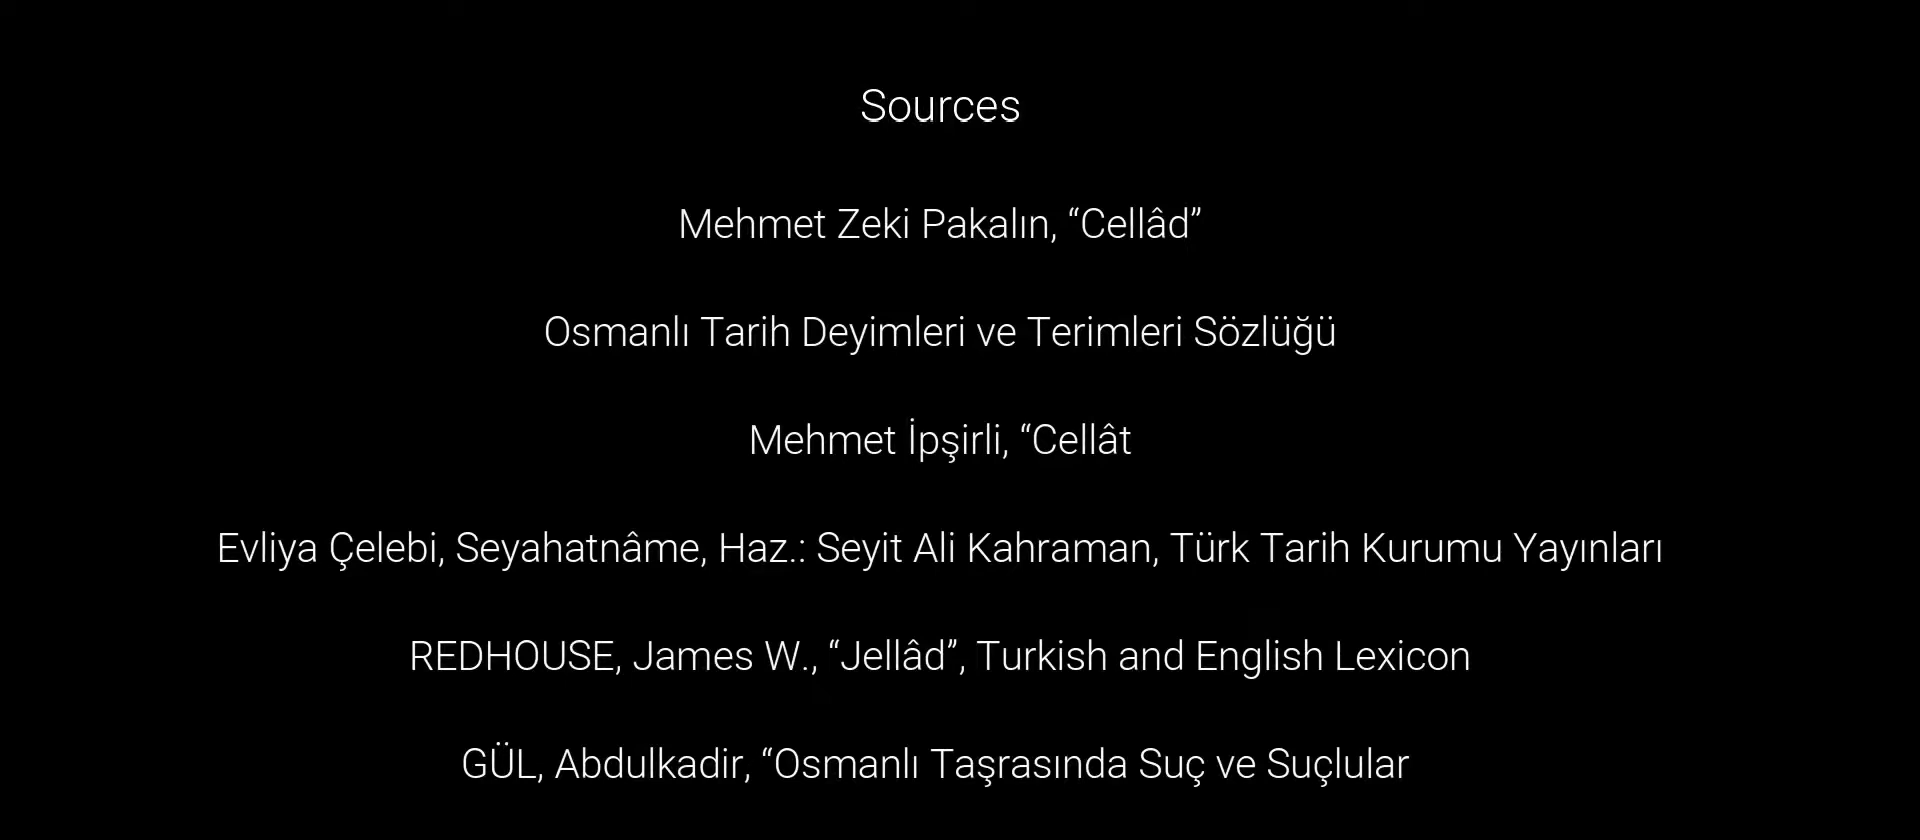 Sources
Mehmet Zeki Pakalın, “Cellâd”
Osmanlı Tarih Deyimleri ve Terimleri Sözlüğü
Mehmet İpşirli, “Cellât
Evliya Çelebi, Seyahatnâme, Haz.: Seyit Ali Kahraman, Türk Tarih Kurumu Yayınları
REDHOUSE, James W., “Jellâd”, Turkish and English Lexicon
GÜL, Abdulkadir, “Osmanlı Taşrasında Suç ve Suçlular